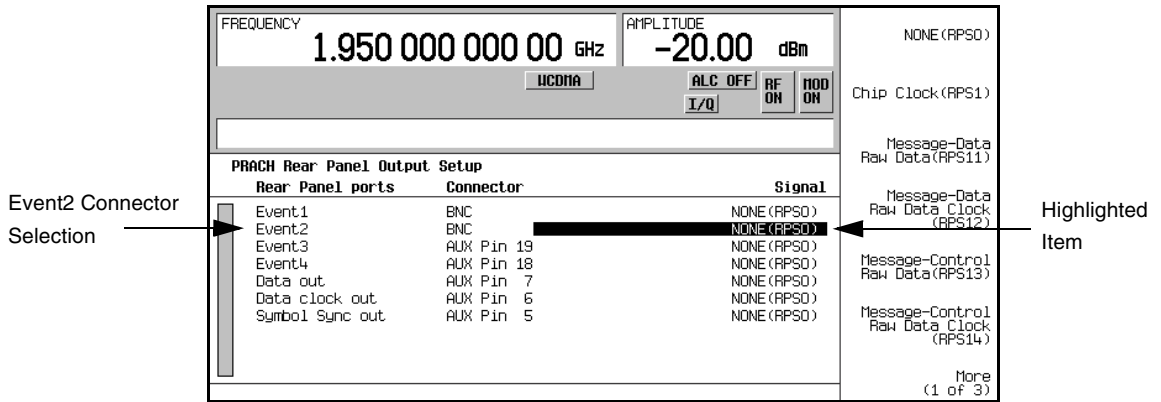 FREQUENCY
1.950 000 000 00 GHz
AMPLITUDE
-20.00 dBm
WCDMA
ALC OFF
I/Q
RF ON
MOD ON
PRACH Rear Panel Output Setup
Rear Panel ports Connector Signal
Event1 BNC NONE(RPS0)
Event2 BNC NONE(RPS0)
Event3 AUX Pin 19 NONE(RPS0)
Event4 AUX Pin 18 NONE(RPS0)
Data out AUX Pin 7 NONE(RPS0)
Data clock out AUX Pin 6 NONE(RPS0)
Symbol Sync out AUX Pin 5 NONE(RPS0)
NONE(RPS0)
Chip Clock(RPS1)
Message-Data
Raw Data(RPS11)
Message-Data
Raw Data Clock
(RPS12)
Message-Control
Raw Data(RPS13)
Message-Control
Raw Data Clock
(RPS14)
More
(1 of 3)
Event2 Connector
Selection
Highlighted
Item